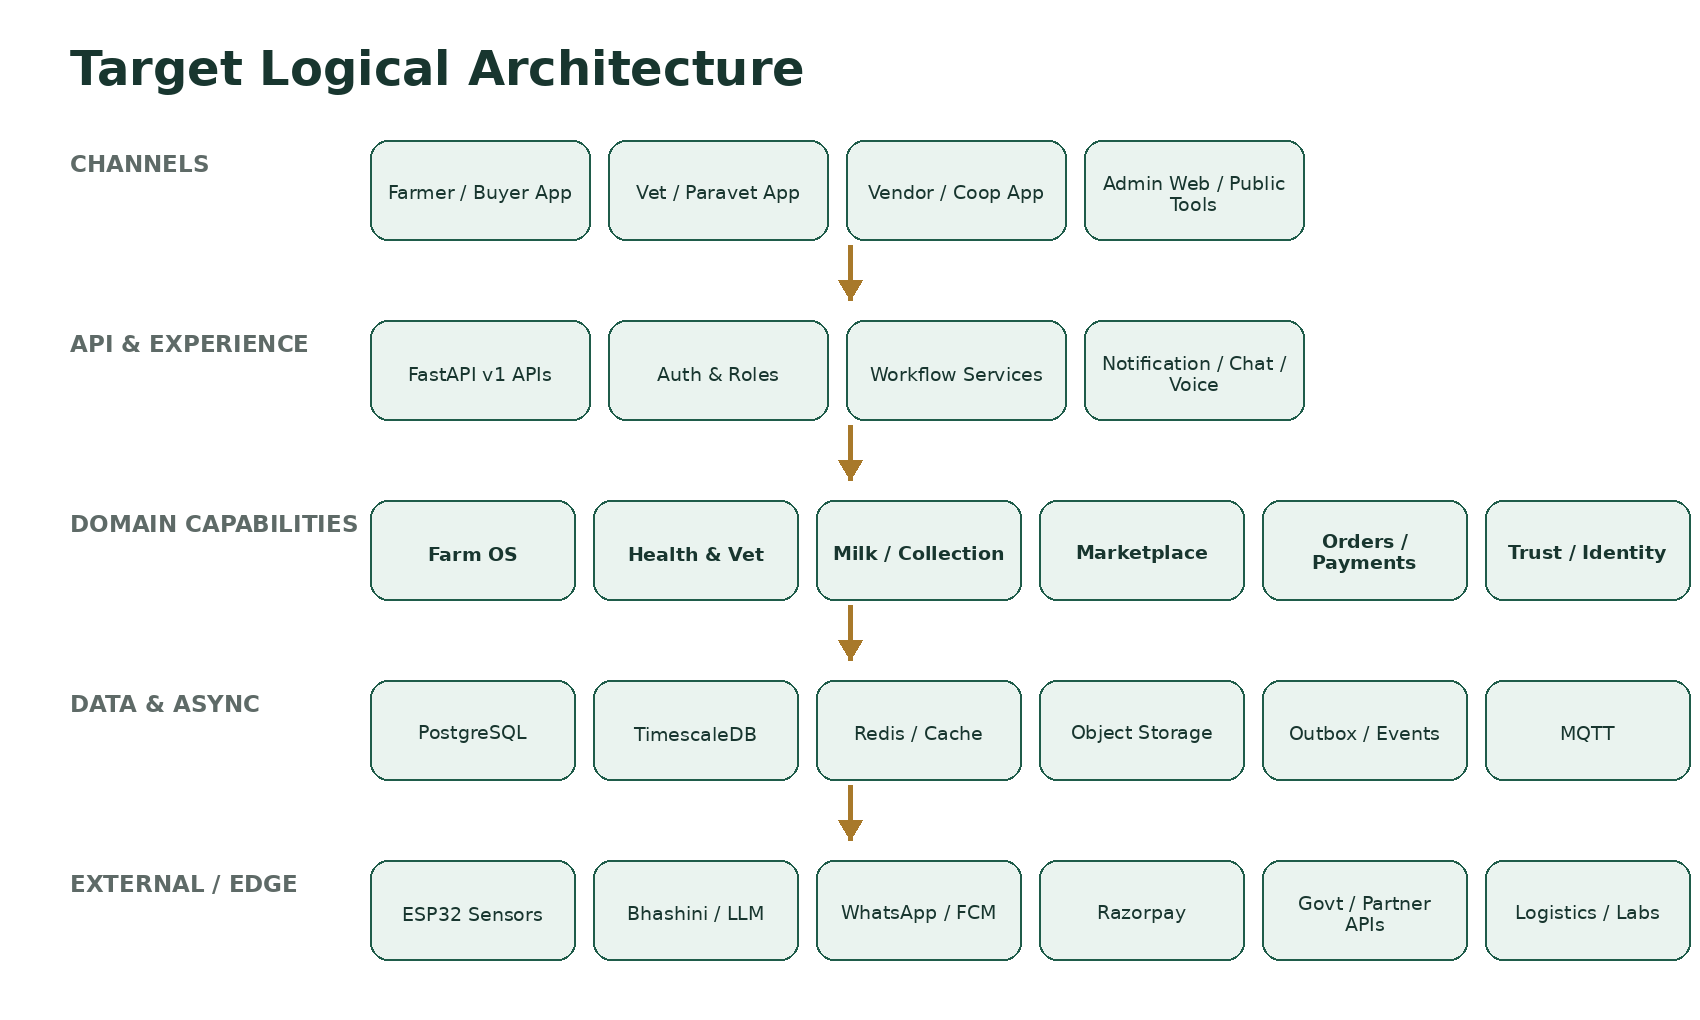 Target Logical Architecture
CHANNELS
Farmer / Buyer App
Vet / Paravet App
Vendor / Coop App
Admin Web / Public
Tools
API & EXPERIENCE
FastAPI v1 APIs
Auth & Roles
Workflow Services
Notification / Chat /
Voice
DOMAIN CAPABILITIES
Farm OS
Health & Vet
Milk / Collection
Marketplace
Orders /
Payments
Trust / Identity
DATA & ASYNC
PostgreSQL
TimescaleDB
Redis / Cache
Object Storage
Outbox / Events
MQTT
EXTERNAL / EDGE
ESP32 Sensors
Bhashini / LLM
WhatsApp / FCM
Razorpay
Govt / Partner
APIs
Logistics / Labs